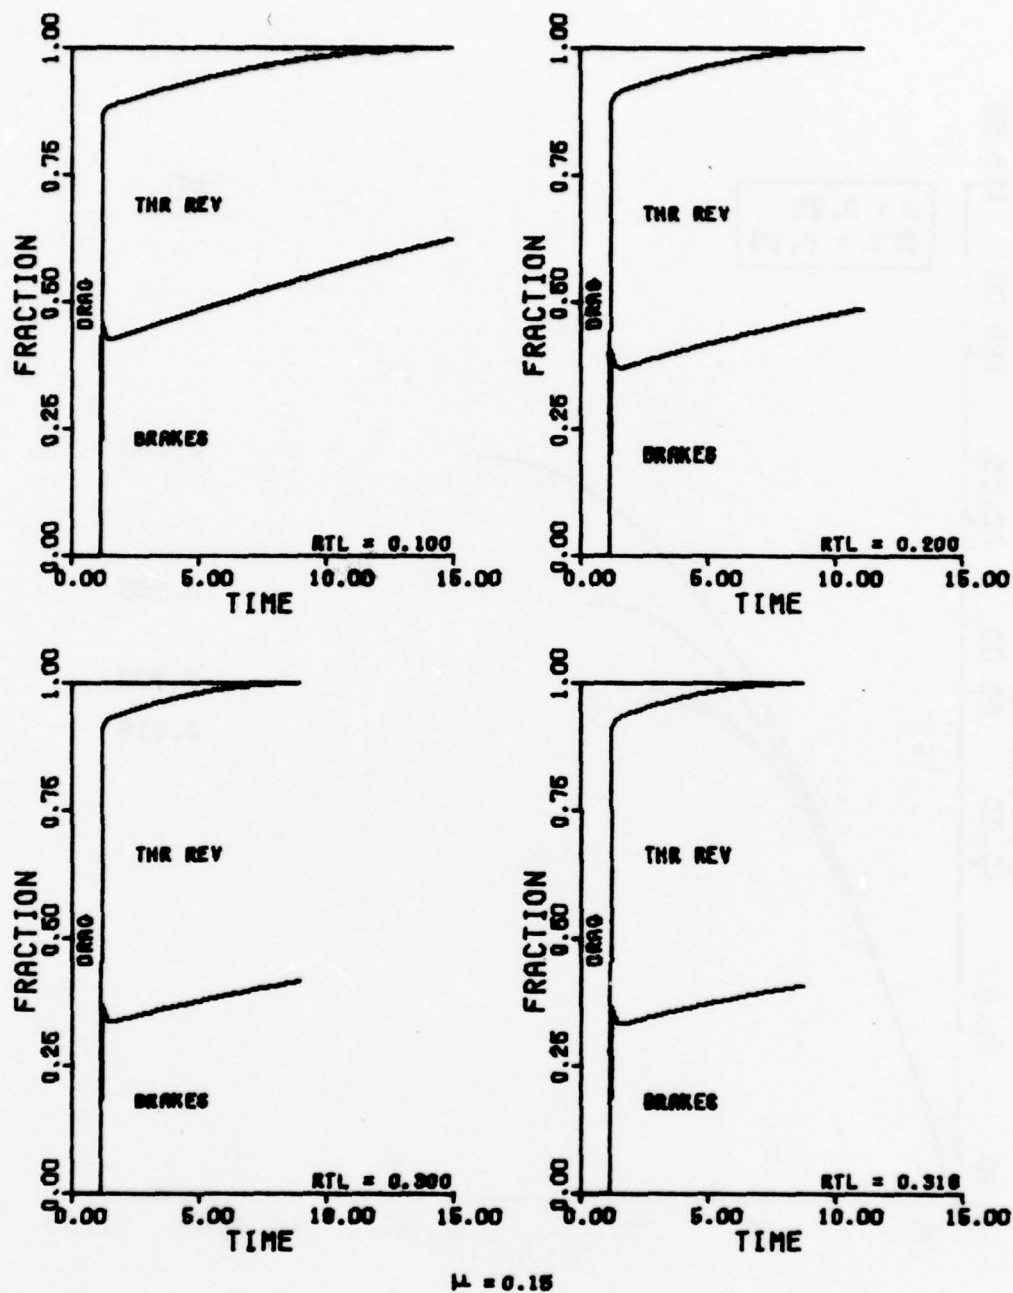 1.00
0.75
0.50
0.25
0.00
FRACTION
DRAG
THR REV
BRAKES
RTL = 0.100
0.00 5.00 10.00 15.00
TIME
1.00
0.75
0.50
0.25
0.00
FRACTION
DRAG
THR REV
BRAKES
RTL = 0.200
0.00 5.00 10.00 15.00
TIME
1.00
0.75
0.50
0.25
0.00
FRACTION
DRAG
THR REV
BRAKES
RTL = 0.300
0.00 5.00 10.00 15.00
TIME
1.00
0.75
0.50
0.25
0.00
FRACTION
DRAG
THR REV
BRAKES
RTL = 0.316
0.00 5.00 10.00 15.00
TIME
μ = 0.15